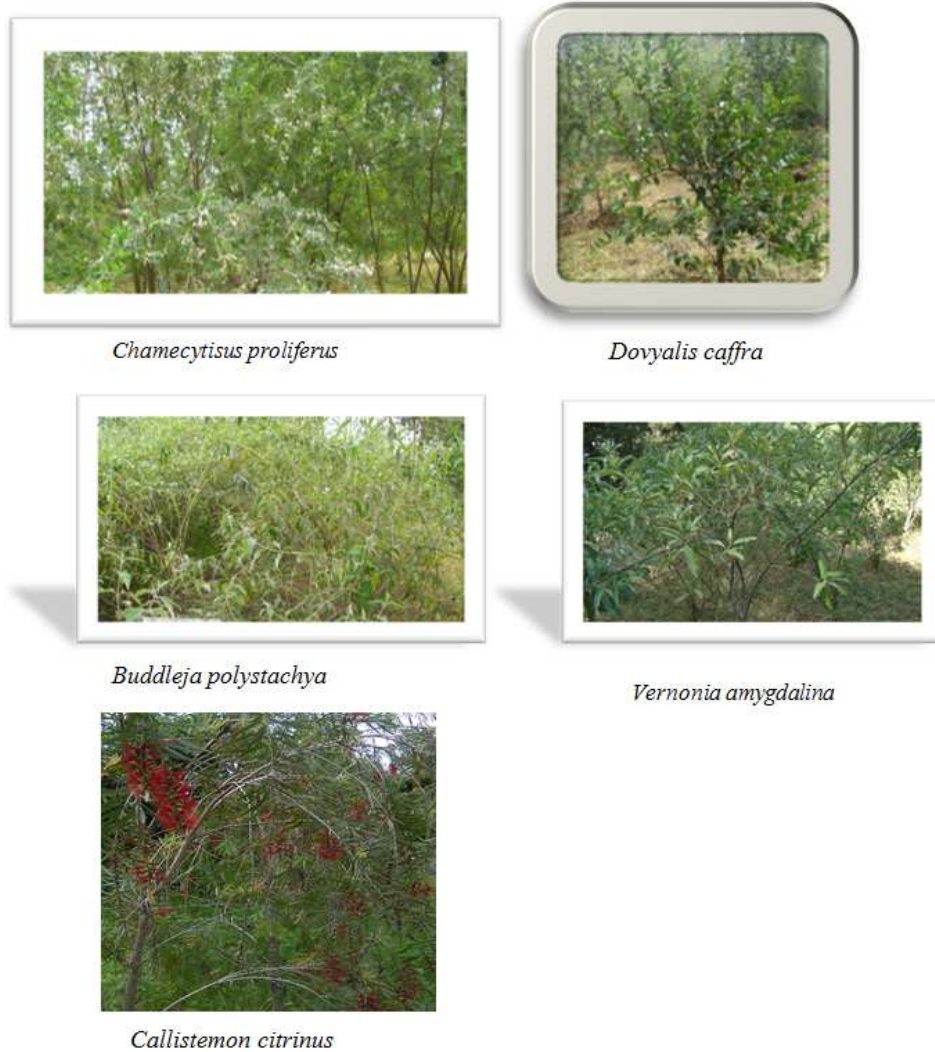 Chamecytisus proliferus
Dovyalis caffra
Buddleja polystachya
Vernonia amygdalina
Callistemon citrinus